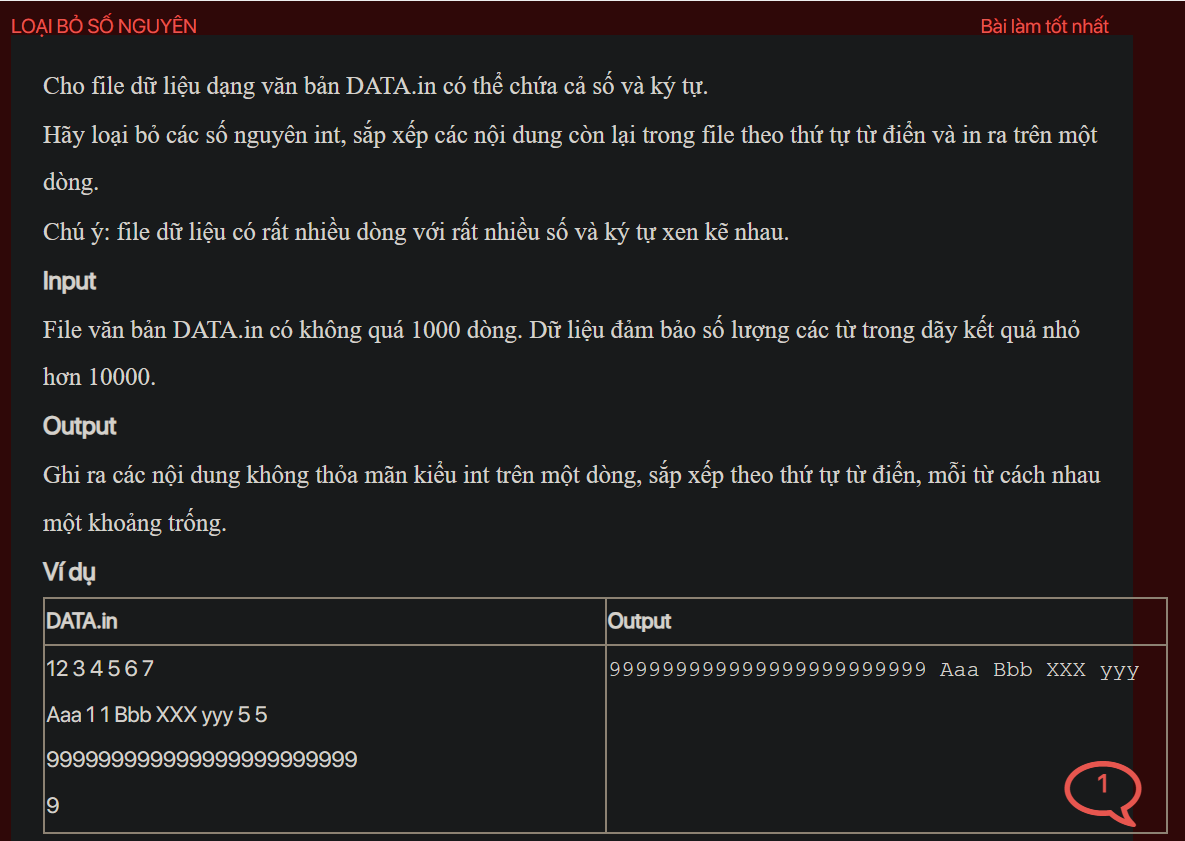 LOẠI BỎ SỐ NGUYÊN
Bài làm tốt nhất
Cho file dữ liệu dạng văn bản DATA.in có thể chứa cả số và ký tự.
Hãy loại bỏ các số nguyên int, sắp xếp các nội dung còn lại trong file theo thứ tự từ điển và in ra trên một
dòng.
Chú ý: file dữ liệu có rất nhiều dòng với rất nhiều số và ký tự xen kẽ nhau.
Input
File văn bản DATA.in có không quá 1000 dòng. Dữ liệu đảm bảo số lượng các từ trong dãy kết quả nhỏ
hơn 10000.
Output
Ghi ra các nội dung không thỏa mãn kiểu int trên một dòng, sắp xếp theo thứ tự từ điển, mỗi từ cách nhau
một khoảng trống.
Ví dụ
DATA.in
Output
12 3 4 5 6 7
999999999999999999999999 Aaa Bbb XXX yyy
Aaa 1 1 Bbb XXX yyy 5 5
999999999999999999999999
9
1